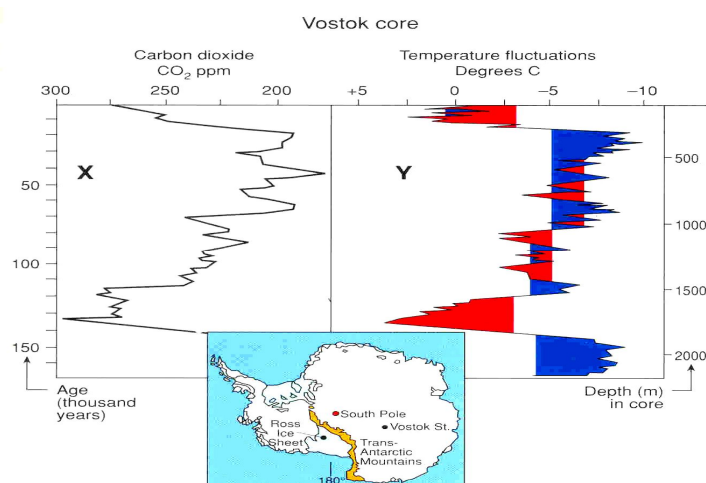 Vostok core
Carbon dioxide
CO₂ ppm
Temperature fluctuations
Degrees C
300 250 200 +5 0 −5 −10
X
Y
50
100
150
500
1000
1500
2000
Age
(thousand
years)
Depth (m)
in core
South Pole
Vostok St.
Ross
Ice
Sheet
Trans-
Antarctic
Mountains
180°